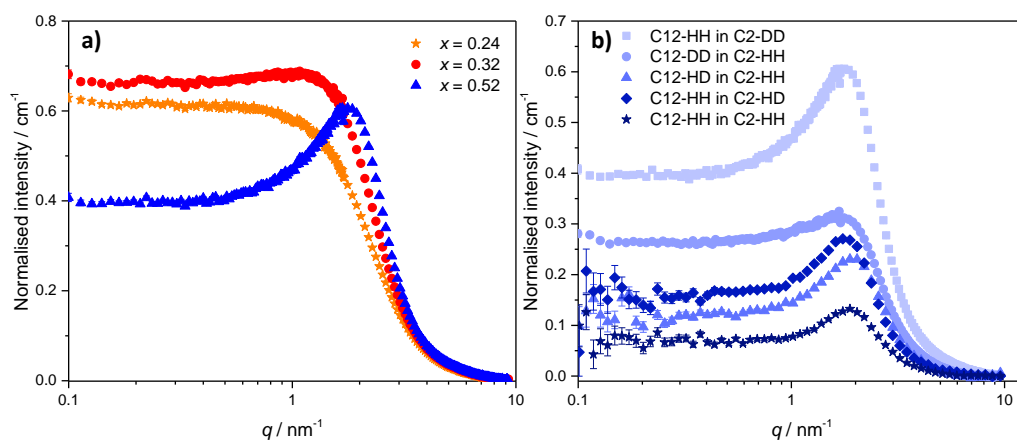 a)
x = 0.24
x = 0.32
x = 0.52
0.8
0.6
0.4
0.2
0.0
0.1
1
10
Normalised intensity / cm⁻¹
q / nm⁻¹
b)
C12-HH in C2-DD
C12-DD in C2-HH
C12-HD in C2-HH
C12-HH in C2-HD
C12-HH in C2-HH
0.7
0.6
0.5
0.4
0.3
0.2
0.1
0.0
0.1
1
10
Normalised intensity / cm⁻¹
q / nm⁻¹